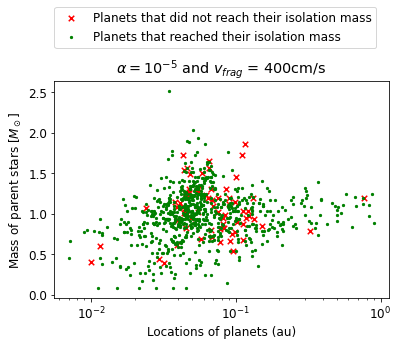 Planets that did not reach their isolation mass
Planets that reached their isolation mass
α = 10⁻⁵ and v_frag = 400cm/s
Mass of parent stars [M_⊙]
2.5
2.0
1.5
1.0
0.5
0.0
10⁻²
10⁻¹
10⁰
Locations of planets (au)